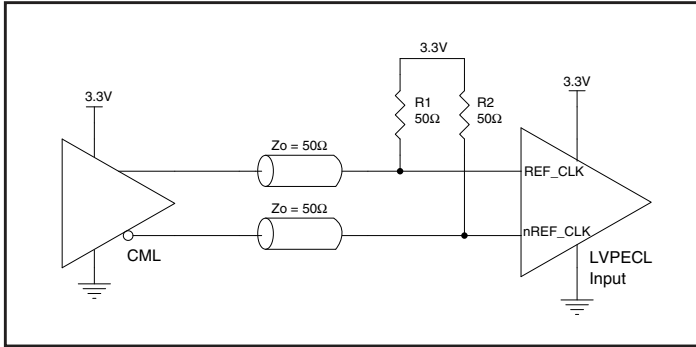 3.3V
3.3V
R1
50Ω
R2
50Ω
3.3V
Zo = 50Ω
REF_CLK
Zo = 50Ω
nREF_CLK
CML
LVPECL
Input